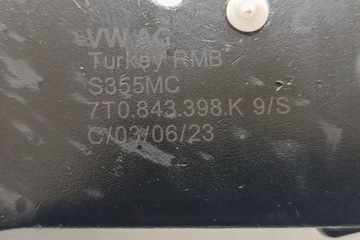 VW AG
Turkey RMB
S355MC
7T0.843.398.K 9/S
C/03/06/23